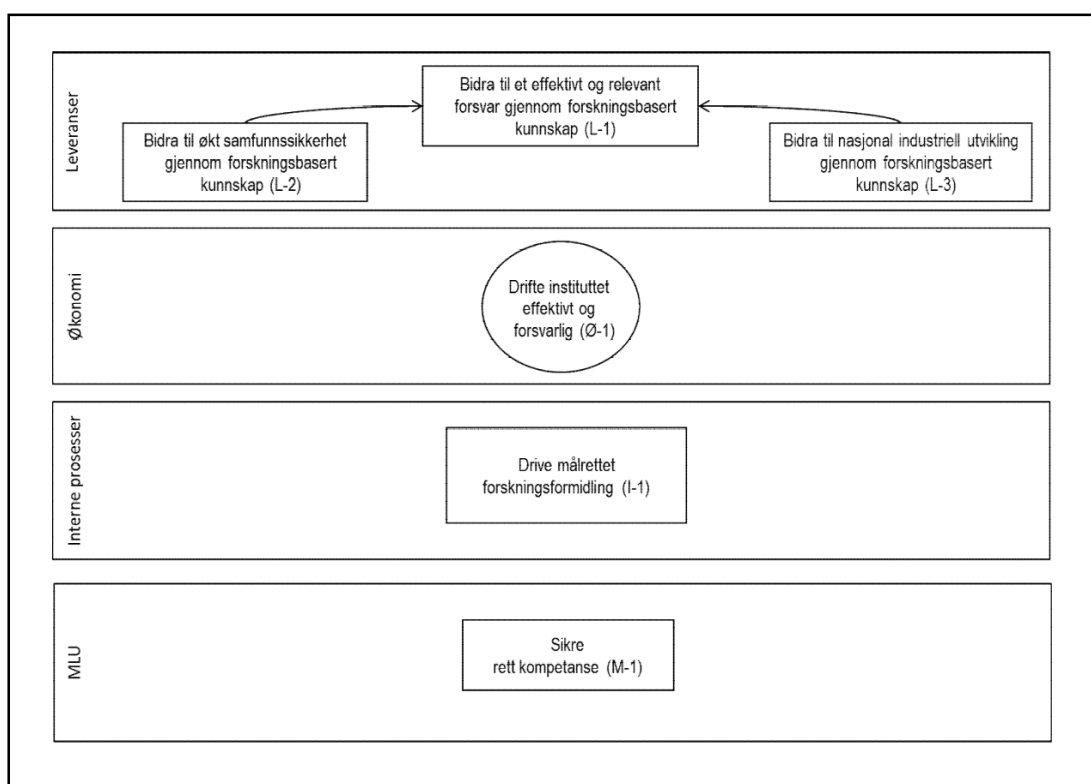 Leveranser
Bidra til et effektivt og relevant
forsvar gjennom forskningsbasert
kunnskap (L-1)
Bidra til økt samfunnssikkerhet
gjennom forskningsbasert
kunnskap (L-2)
Bidra til nasjonal industriell utvikling
gjennom forskningsbasert
kunnskap (L-3)
Økonomi
Drifte instituttet
effektivt og
forsvarlig (Ø-1)
Interne prosesser
Drive målrettet
forskningsformidling (I-1)
MLU
Sikre
rett kompetanse (M-1)